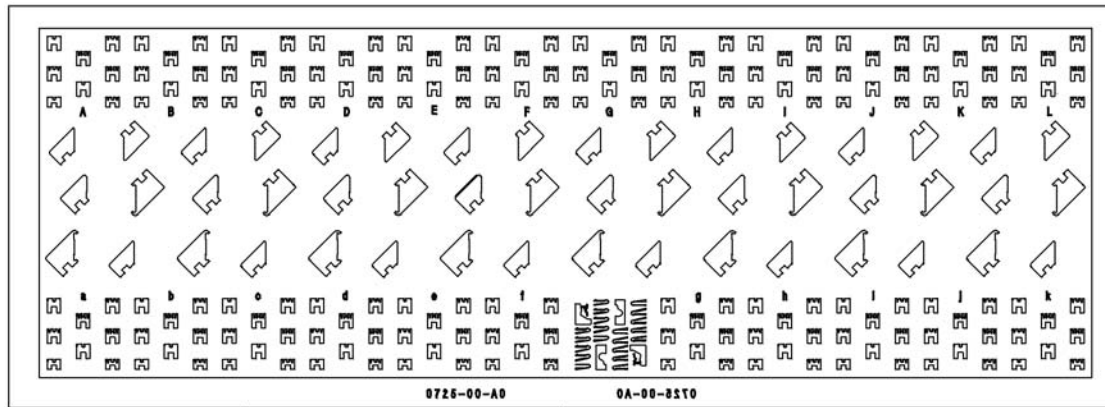 A B C D E F G H I J K L
a b c d e f g h i j k
0725-00-A0 0725-00-A0